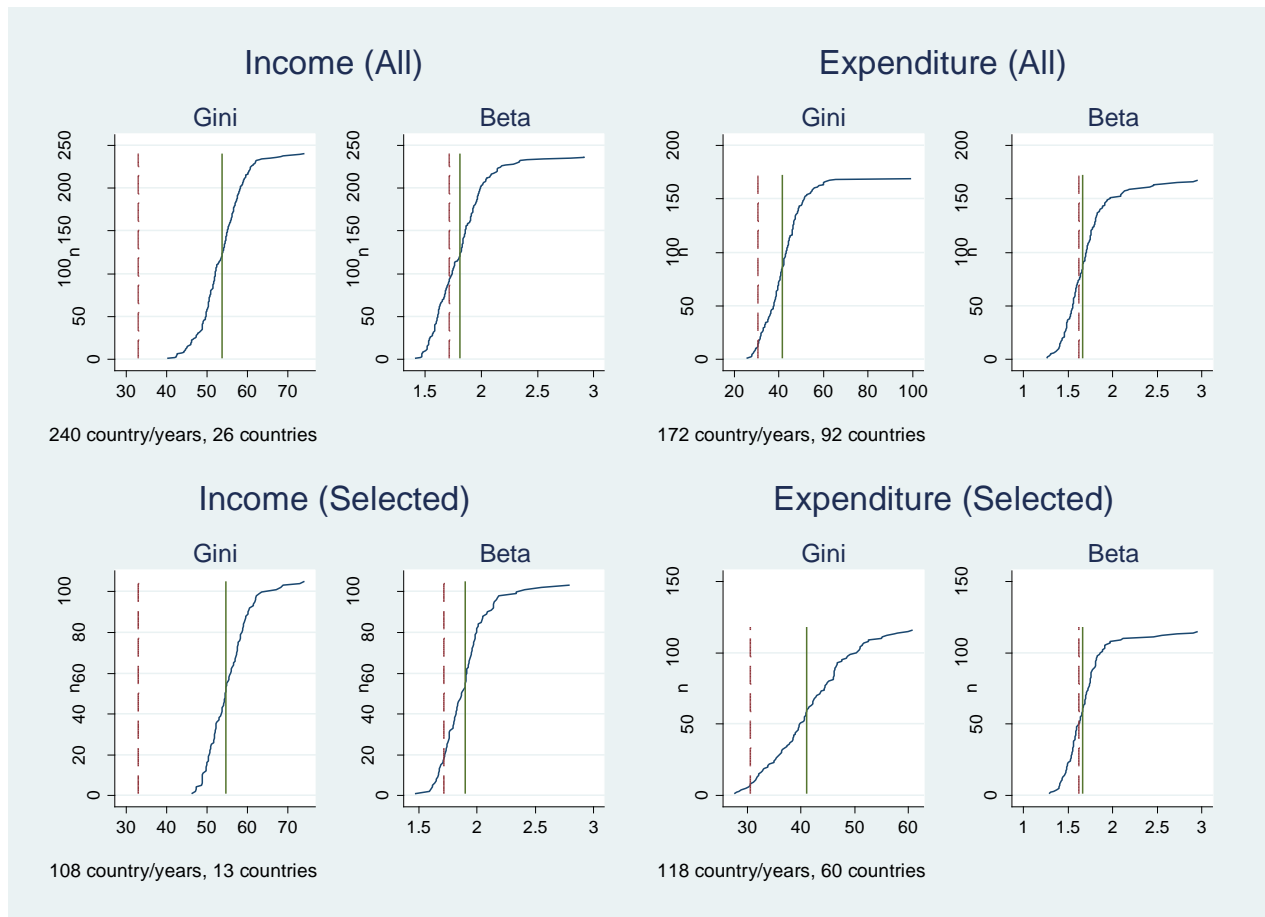 Income (All)
Gini
n
0 50 100 150 200 250
30 40 50 60 70
Beta
0 50 100 150 200 250
1.5 2 2.5 3
240 country/years, 26 countries
Expenditure (All)
Gini
n
0 50 100 150 200
20 40 60 80 100
Beta
n
0 50 100 150 200
1 1.5 2 2.5 3
172 country/years, 92 countries
Income (Selected)
Gini
n
0 20 40 60 80 100
30 40 50 60 70
Beta
n
0 20 40 60 80 100
1.5 2 2.5 3
108 country/years, 13 countries
Expenditure (Selected)
Gini
n
0 50 100 150
30 40 50 60
Beta
n
0 50 100 150
1 1.5 2 2.5 3
118 country/years, 60 countries